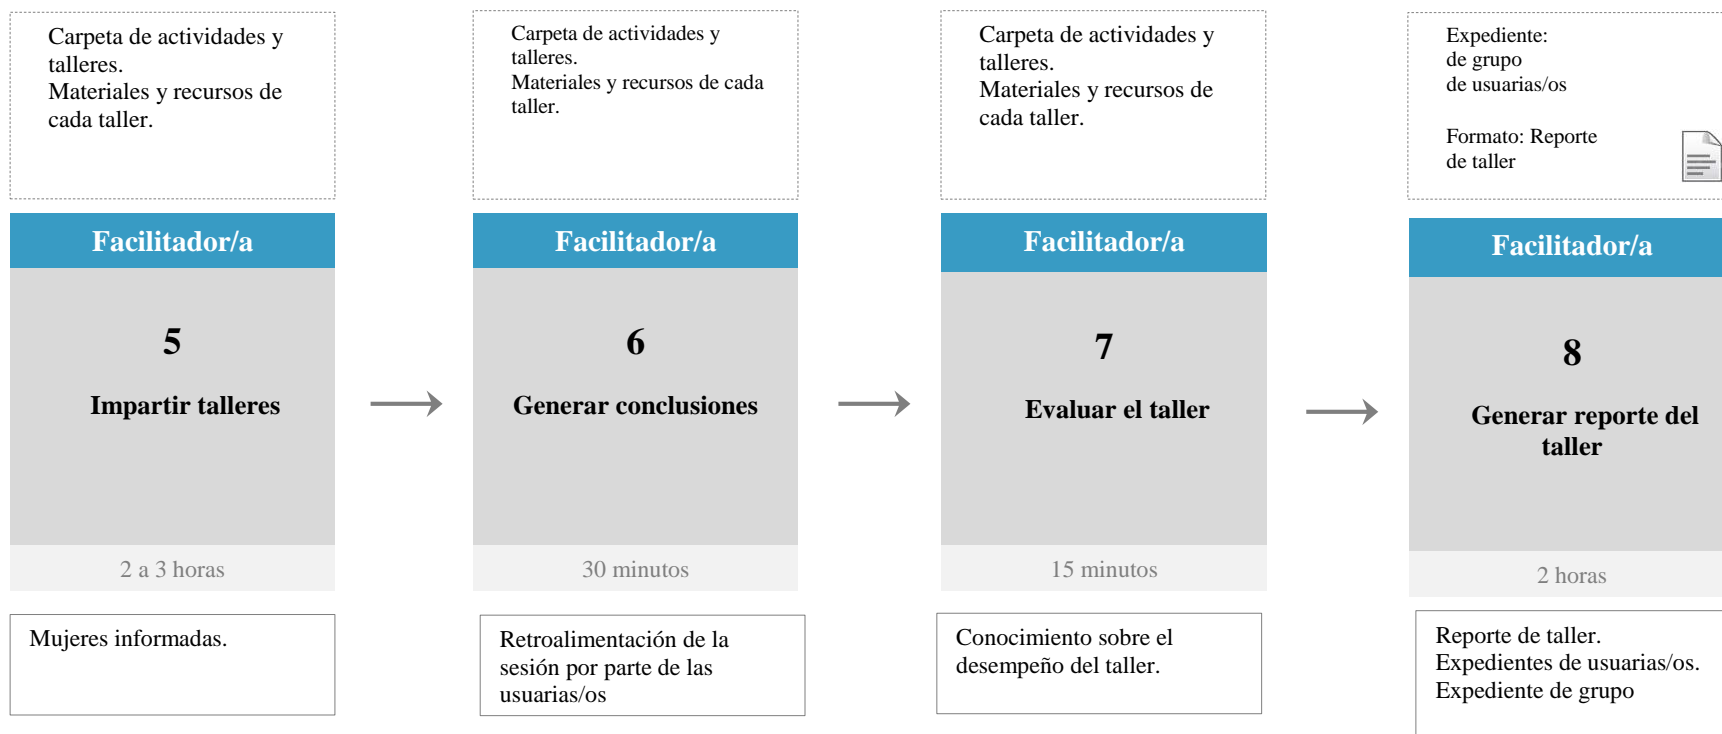 Carpeta de actividades y
talleres.
Materiales y recursos de
cada taller.
Facilitador/a
5
Impartir talleres
2 a 3 horas
Mujeres informadas.
Carpeta de actividades y
talleres.
Materiales y recursos de cada
taller.
Facilitador/a
6
Generar conclusiones
30 minutos
Retroalimentación de la
sesión por parte de las
usuarias/os
Carpeta de actividades y
talleres.
Materiales y recursos de
cada taller.
Facilitador/a
7
Evaluar el taller
15 minutos
Conocimiento sobre el
desempeño del taller.
Expediente:
de grupo
de usuarias/os
Formato: Reporte
de taller
Facilitador/a
8
Generar reporte del
taller
2 horas
Reporte de taller.
Expedientes de usuarias/os.
Expediente de grupo